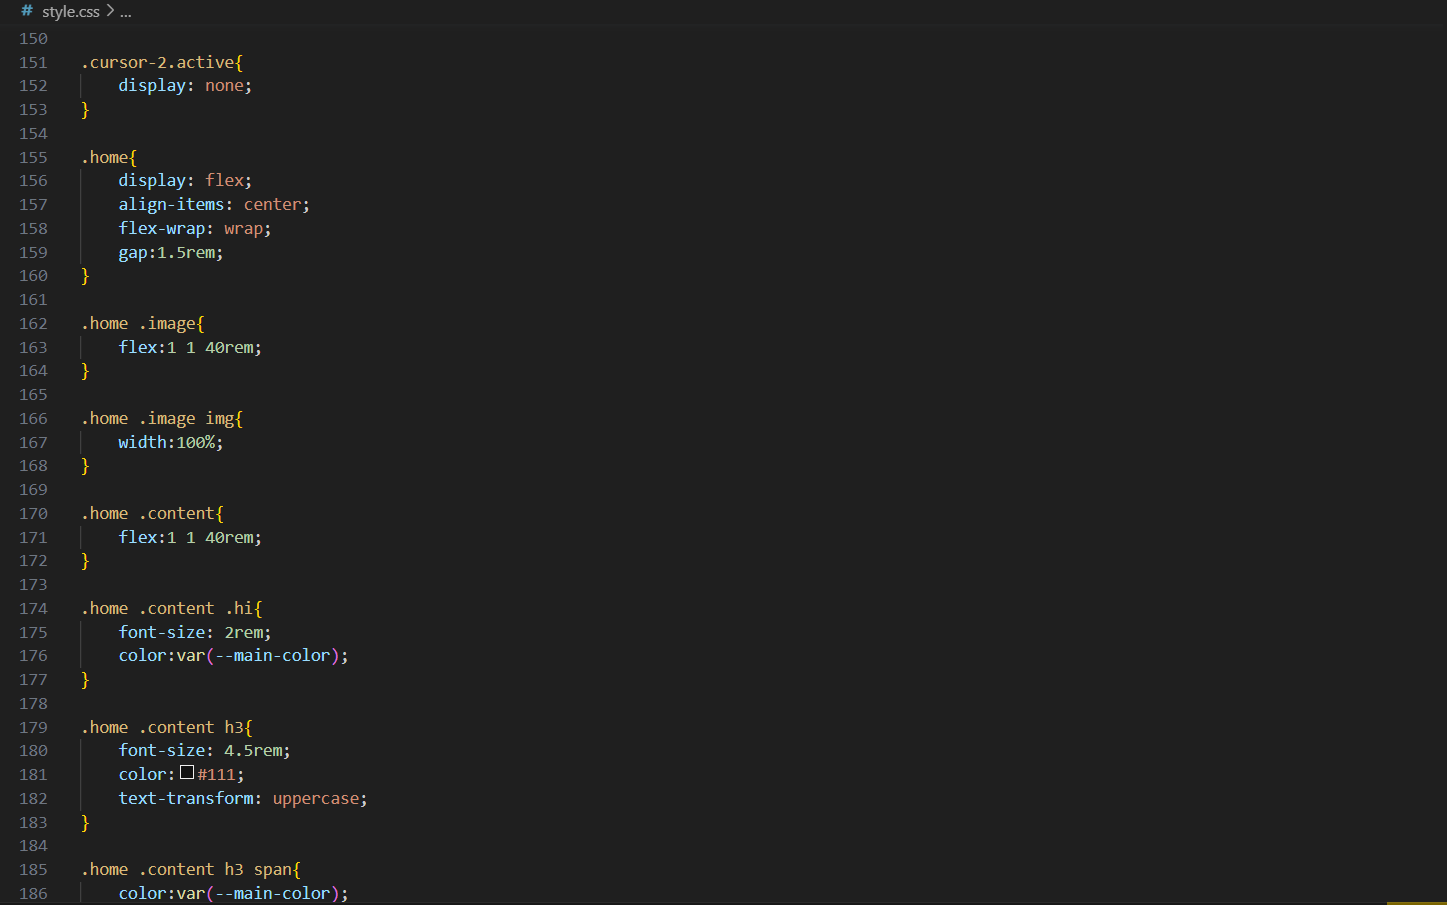 # style.css > ...
150
151 .cursor-2.active{
152     display: none;
153 }
154
155 .home{
156     display: flex;
157     align-items: center;
158     flex-wrap: wrap;
159     gap:1.5rem;
160 }
161
162 .home .image{
163     flex:1 1 40rem;
164 }
165
166 .home .image img{
167     width:100%;
168 }
169
170 .home .content{
171     flex:1 1 40rem;
172 }
173
174 .home .content .hi{
175     font-size: 2rem;
176     color:var(--main-color);
177 }
178
179 .home .content h3{
180     font-size: 4.5rem;
181     color:#111;
182     text-transform: uppercase;
183 }
184
185 .home .content h3 span{
186     color:var(--main-color);